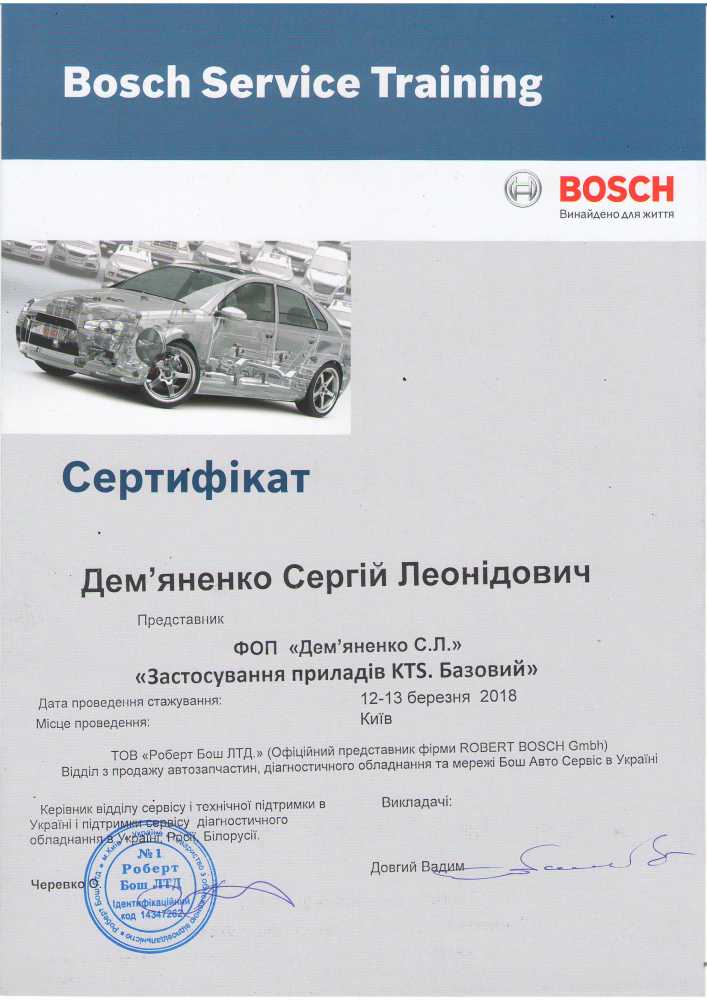 Bosch Service Training
BOSCH
Винайдено для життя
Сертифікат
Дем’яненко Сергій Леонідович
Представник
ФОП «Дем’яненко С.Л.»
«Застосування приладів KTS. Базовий»
Дата проведення стажування: 12-13 березня 2018
Місце проведення: Київ
ТОВ «Роберт Бош ЛТД.» (Офіційний представник фірми ROBERT BOSCH Gmbh)
Відділ з продажу автозапчастин, діагностичного обладнання та мережі Бош Авто Сервіс в Україні
Керівник відділу сервісу і технічної підтримки в
Україні і підтримки сервісу діагностичного
обладнання в Україні, Росії, Білорусії.
Викладачі:
Черевко О.
Довгий Вадим
№1
Роберт
Бош ЛТД
Ідентифікаційний
код 14347262